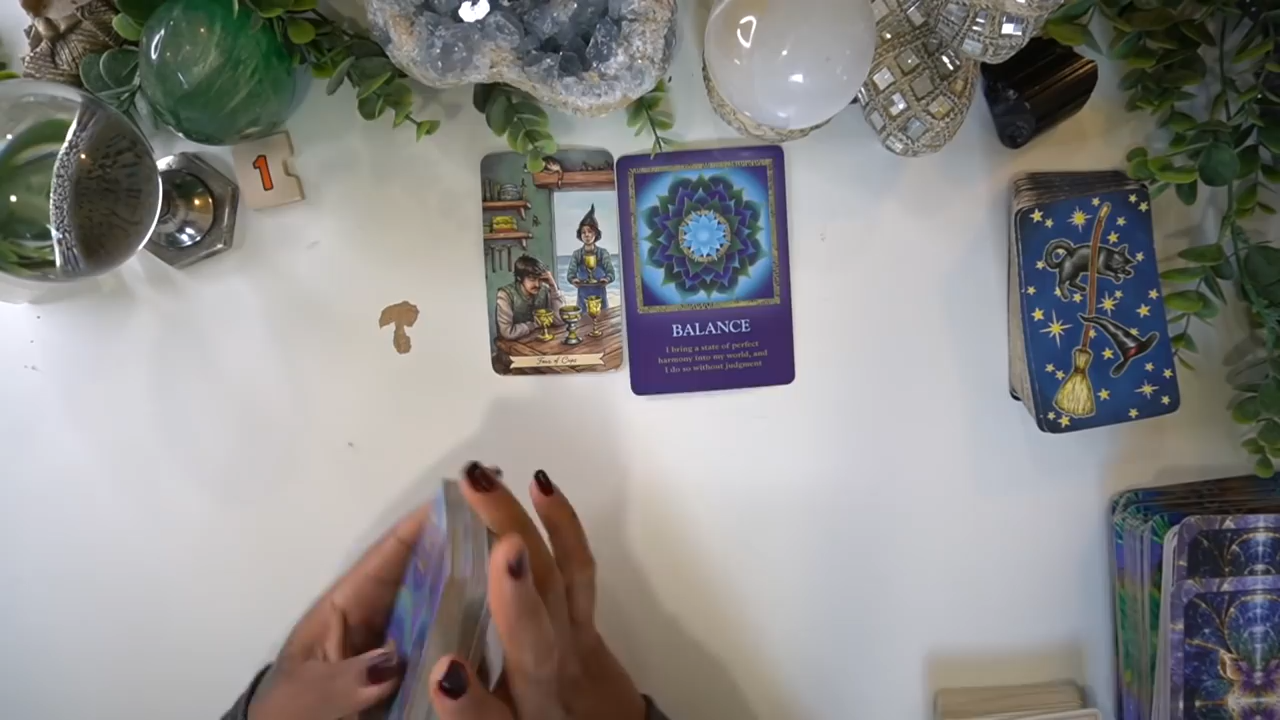 1
Four of Cups
BALANCE
I bring a state of perfect
harmony into my world, and
I do so without judgment